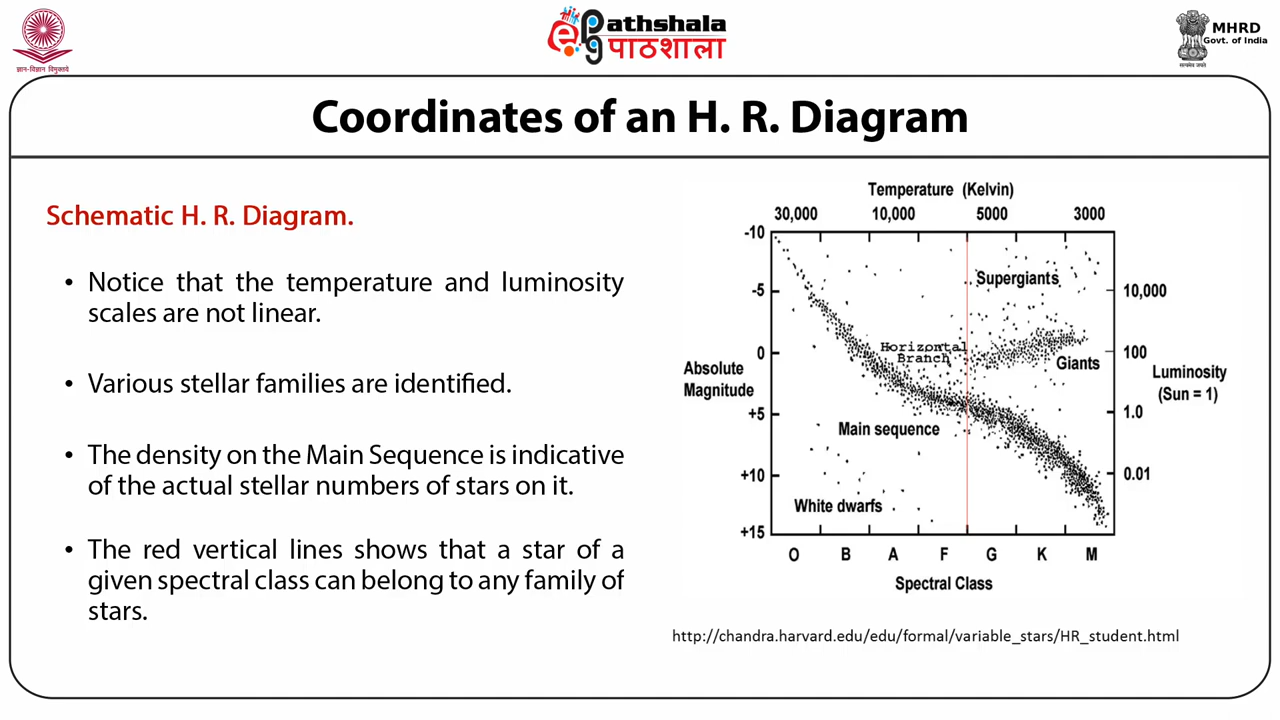 ज्ञान-विज्ञान विमुक्तये
Pathshala
पाठशाला
सत्यमेव जयते
MHRD
Govt. of India
Coordinates of an H. R. Diagram
Schematic H. R. Diagram.
• Notice that the temperature and luminosity
scales are not linear.
• Various stellar families are identified.
• The density on the Main Sequence is indicative
of the actual stellar numbers of stars on it.
• The red vertical lines shows that a star of a
given spectral class can belong to any family of
stars.
Temperature (Kelvin)
30,000 10,000 5000 3000
-10
-5
0
+5
+10
+15
Absolute
Magnitude
Supergiants
Horizontal
Branch
Giants
Main sequence
White dwarfs
10,000
100
1.0
0.01
Luminosity
(Sun = 1)
O B A F G K M
Spectral Class
http://chandra.harvard.edu/edu/formal/variable_stars/HR_student.html